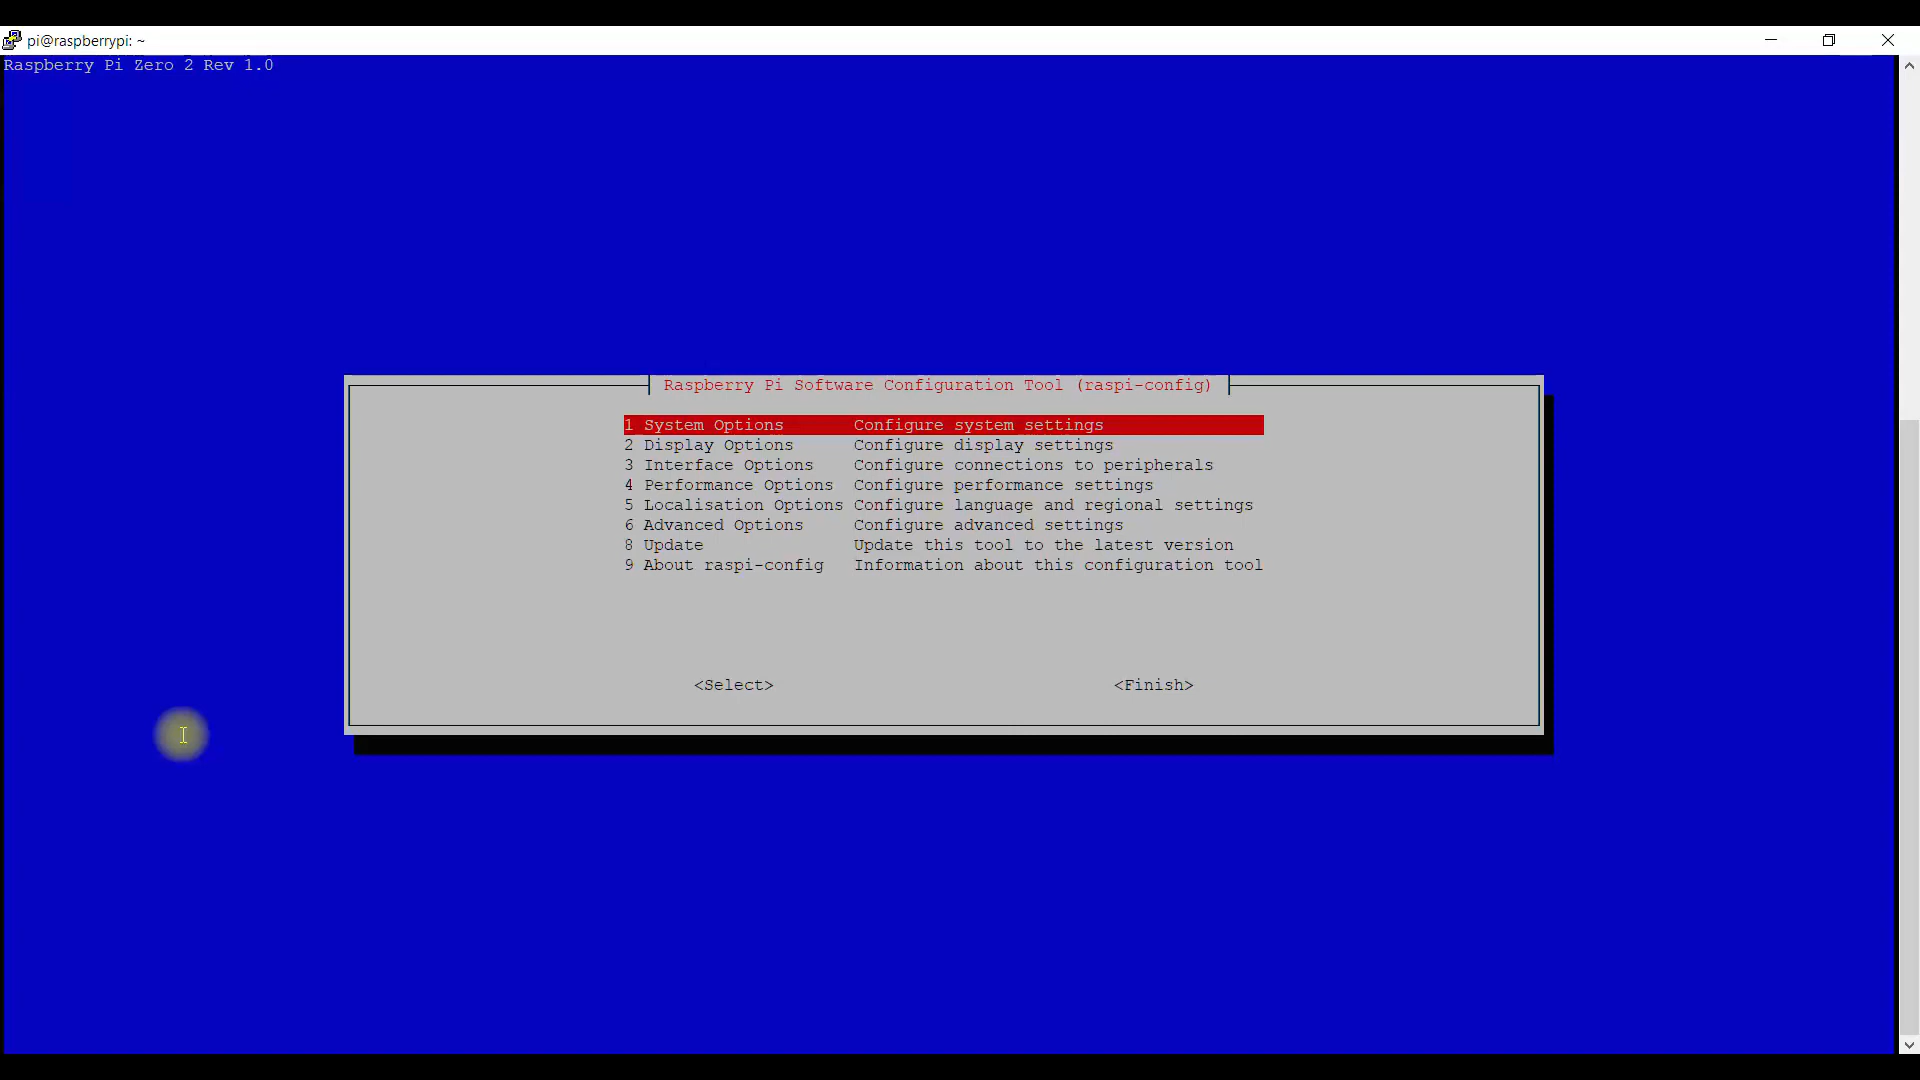 pi@raspberrypi: ~
Raspberry Pi Zero 2 Rev 1.0
Raspberry Pi Software Configuration Tool (raspi-config)
1 System Options Configure system settings
2 Display Options Configure display settings
3 Interface Options Configure connections to peripherals
4 Performance Options Configure performance settings
5 Localisation Options Configure language and regional settings
6 Advanced Options Configure advanced settings
8 Update Update this tool to the latest version
9 About raspi-config Information about this configuration tool
<Select> <Finish>